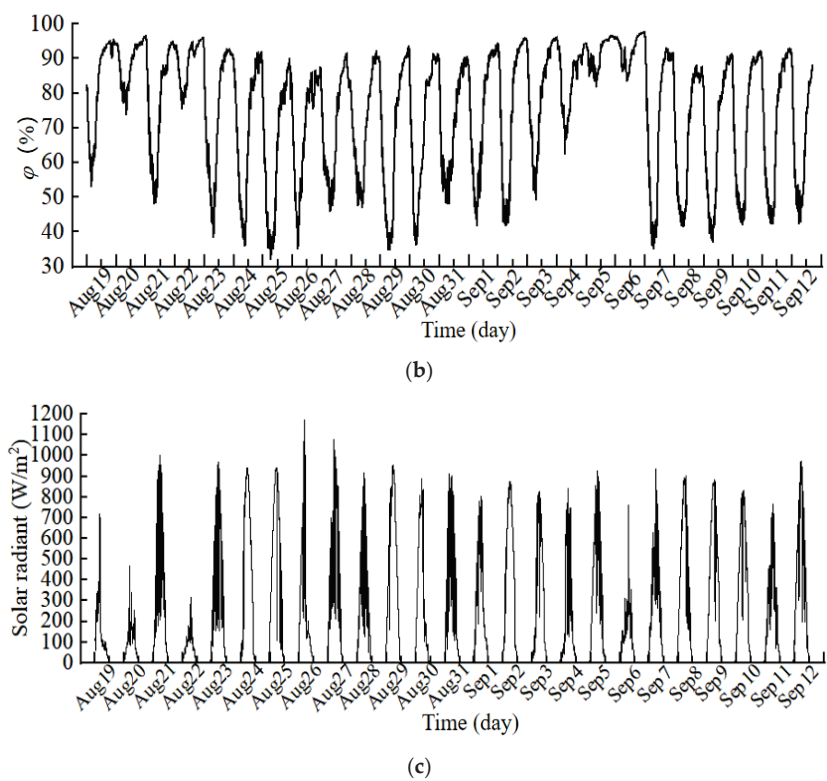 100
90
80
70
60
50
40
30
φ (%)
Aug19 Aug20 Aug21 Aug22 Aug23 Aug24 Aug25 Aug26 Aug27 Aug28 Aug29 Aug30 Aug31 Sep1 Sep2 Sep3 Sep4 Sep5 Sep6 Sep7 Sep8 Sep9 Sep10 Sep11 Sep12
Time (day)
(b)
1200
1100
1000
900
800
700
600
500
400
300
200
100
0
Solar radiant (W/m²)
Aug19 Aug20 Aug21 Aug22 Aug23 Aug24 Aug25 Aug26 Aug27 Aug28 Aug29 Aug30 Aug31 Sep1 Sep2 Sep3 Sep4 Sep5 Sep6 Sep7 Sep8 Sep9 Sep10 Sep11 Sep12
Time (day)
(c)